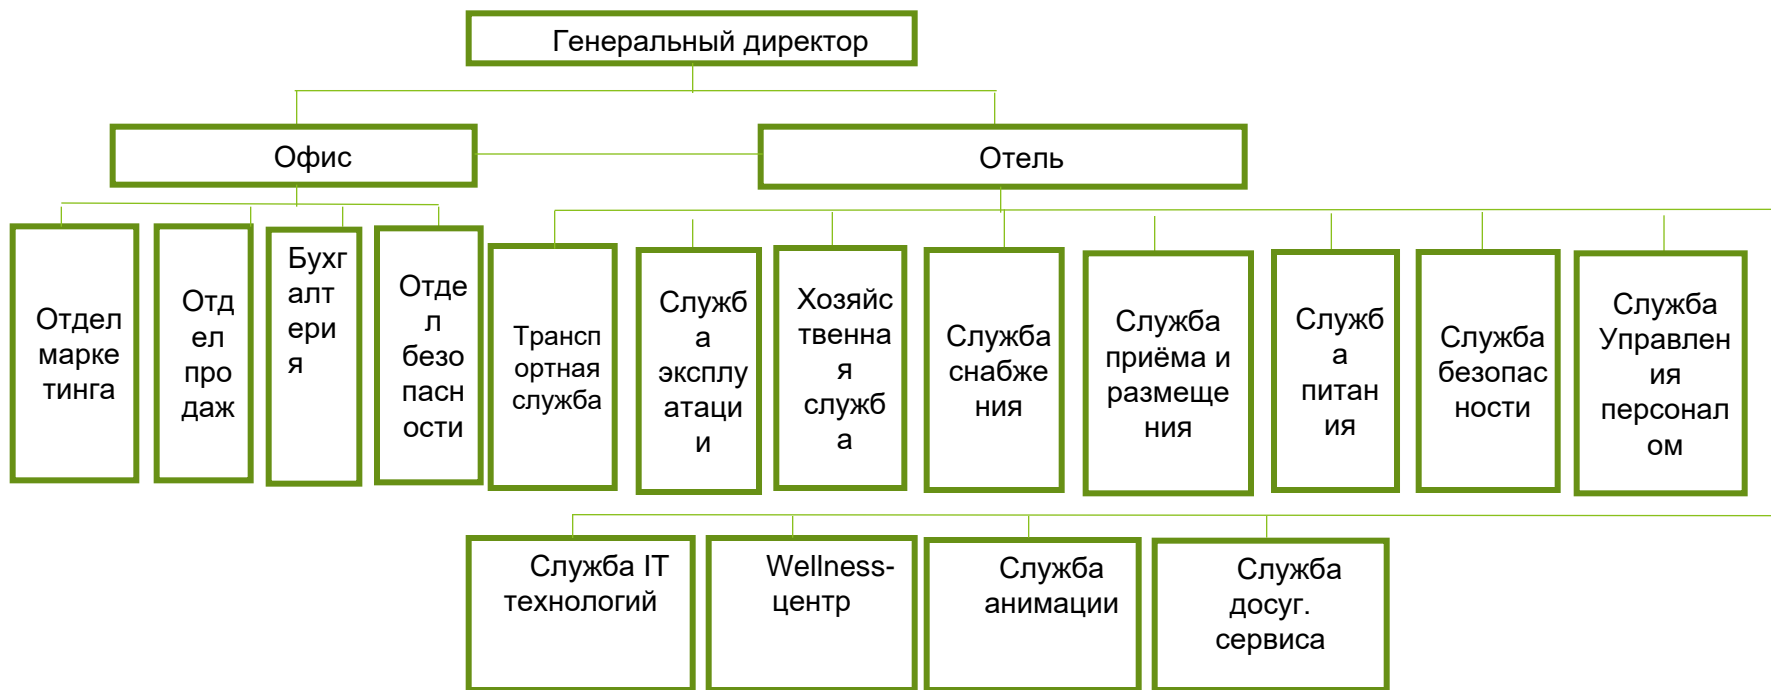 Генеральный директор
Офис
Отель
Отдел
марке
тинга
Отд
ел
про
даж
Бухг
алт
ери
я
Отде
л
безо
пасн
ости
Трансп
ортная
служба
Служб
а
эксплу
атаци
и
Хозяйс
твенна
я
служб
а
Служба
снабже
ния
Служба
приёма и
размеще
ния
Служб
а
питан
ия
Служба
безопас
ности
Служба
Управлен
ия
персонал
ом
Служба IT
технологий
Wellness-
центр
Служба
анимации
Служба
досуг.
сервиса